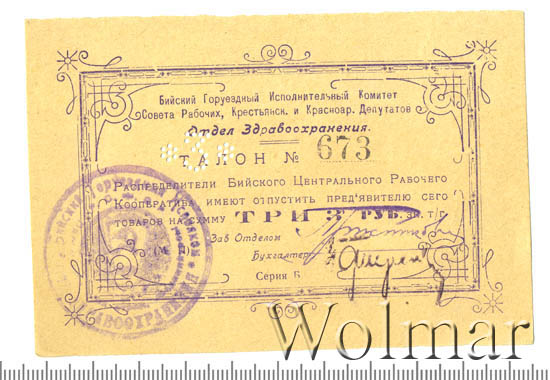 Бийский Горуездный Исполнительный Комитет
Совета Рабочих, Крестьянск. и Красноар. Депутатов
Отдел Здравоохранения.
ТАЛОН № 673
Распределители Бийского Центрального Рабочего
Кооператива имеют отпустить пред'явителю сего
товаров на сумму ТРИ 3 РУБ. зн. т/г.
Зав Отделом
(М. П.)
Бухгалтер
Серия Б
Wolmar